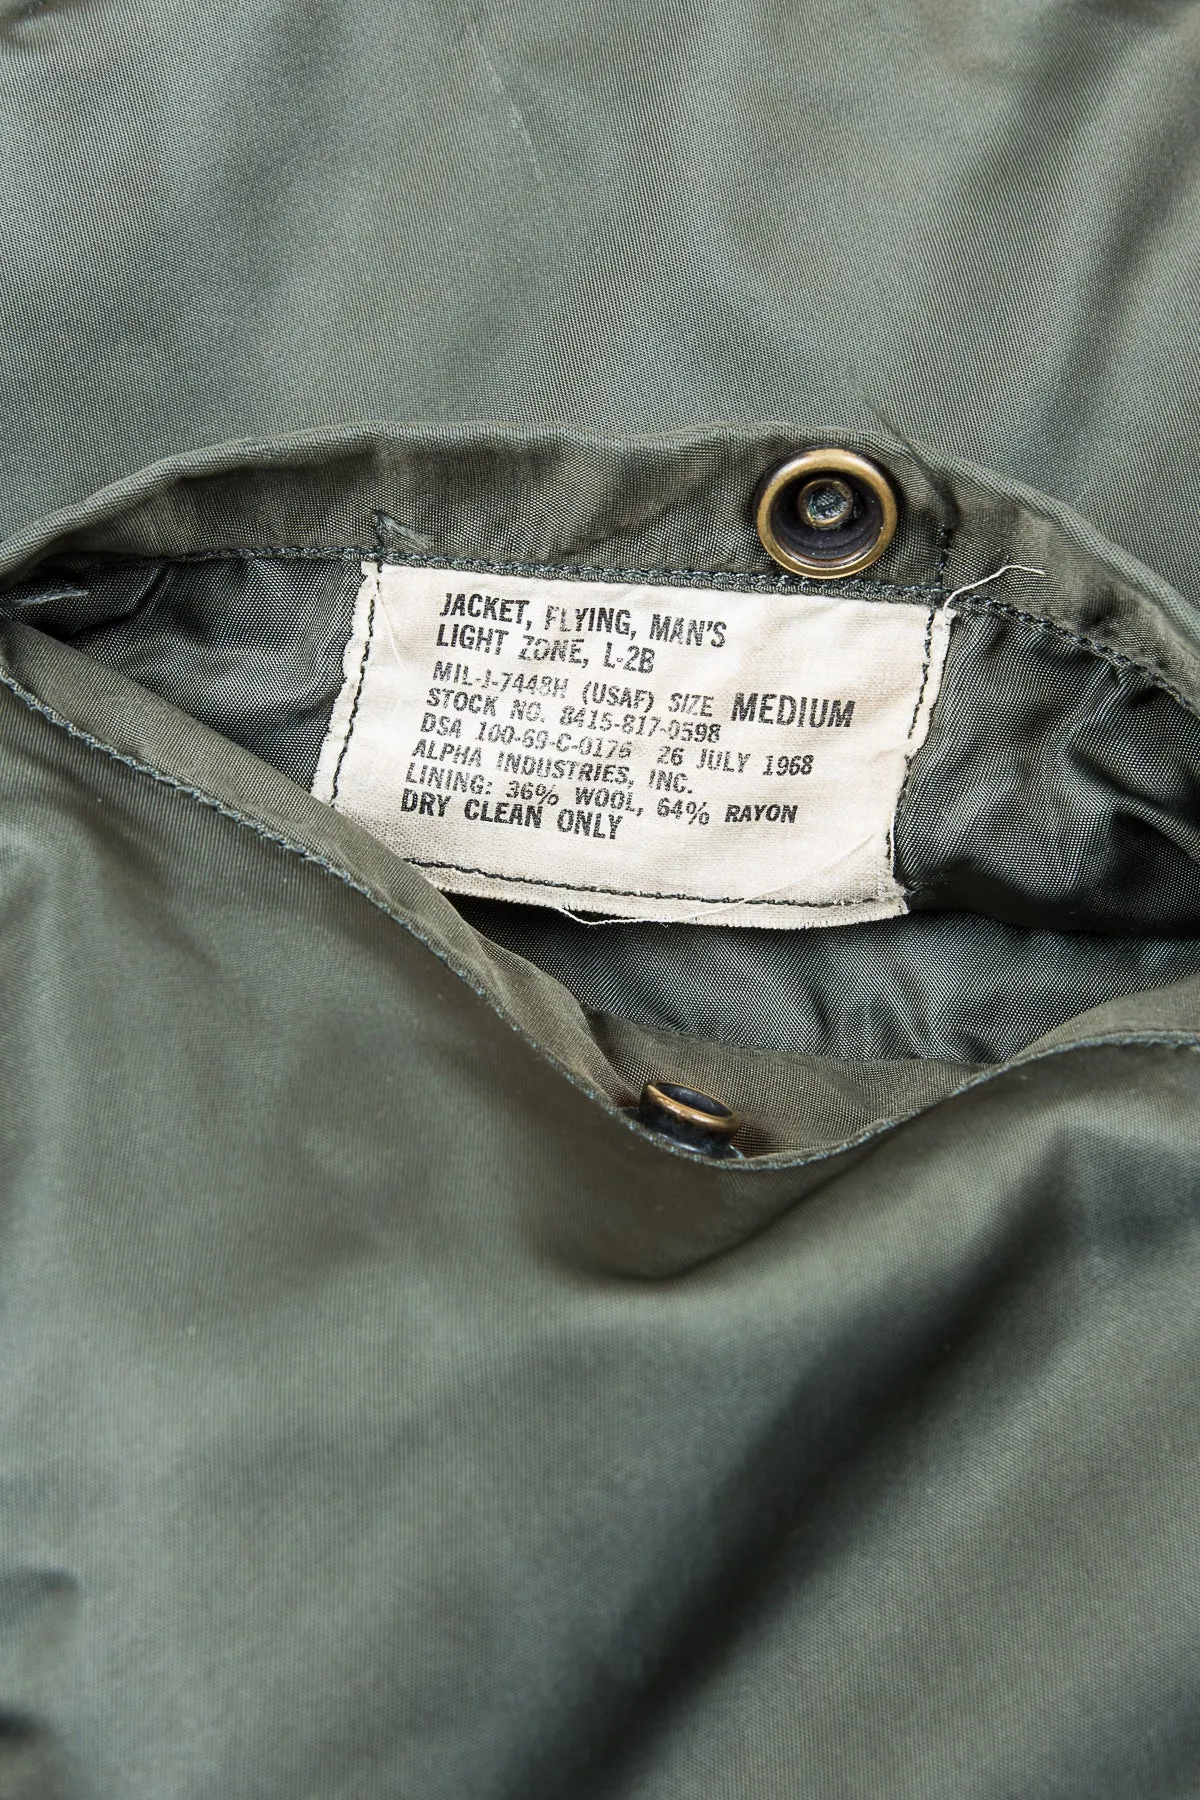 JACKET, FLYING, MAN'S
LIGHT ZONE, L-2B
MIL-J-7448H (USAF) SIZE MEDIUM
STOCK NO. 8415-817-0598
DSA 100-69-C-0176 26 JULY 1968
ALPHA INDUSTRIES, INC.
LINING: 36% WOOL, 64% RAYON
DRY CLEAN ONLY